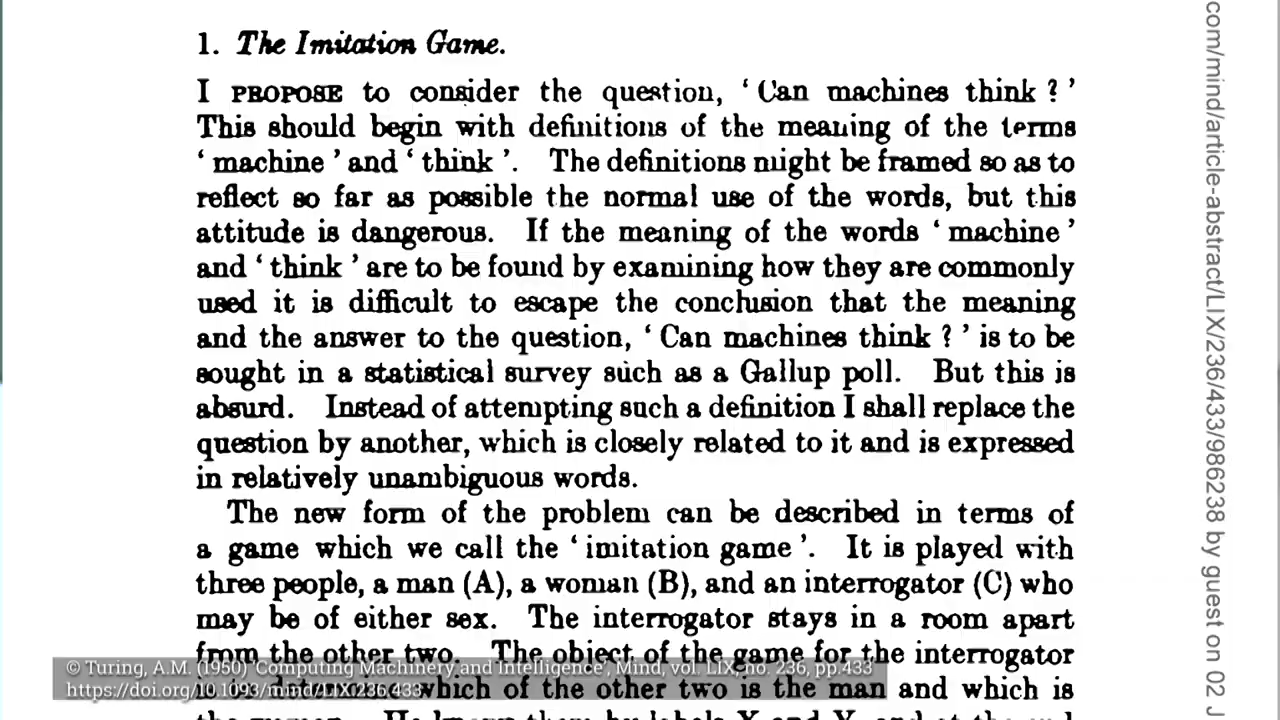 1. The Imitation Game.
I PROPOSE to consider the question, ‘ Can machines think ? ’
This should begin with definitions of the meaning of the terms
‘ machine ’ and ‘ think ’. The definitions might be framed so as to
reflect so far as possible the normal use of the words, but this
attitude is dangerous. If the meaning of the words ‘ machine ’
and ‘ think ’ are to be found by examining how they are commonly
used it is difficult to escape the conclusion that the meaning
and the answer to the question, ‘ Can machines think ? ’ is to be
sought in a statistical survey such as a Gallup poll. But this is
absurd. Instead of attempting such a definition I shall replace the
question by another, which is closely related to it and is expressed
in relatively unambiguous words.
The new form of the problem can be described in terms of
a game which we call the ‘ imitation game ’. It is played with
three people, a man (A), a woman (B), and an interrogator (C) who
may be of either sex. The interrogator stays in a room apart
from the other two. The object of the game for the interrogator
which of the other two is the man and which is
© Turing, A.M. (1950) 'Computing Machinery and Intelligence', Mind, vol. LIX, no. 236, pp.433
https://doi.org/10.1093/mind/LIX.236.433
com/mind/article-abstract/LIX/236/433/986238 by guest on 02 J